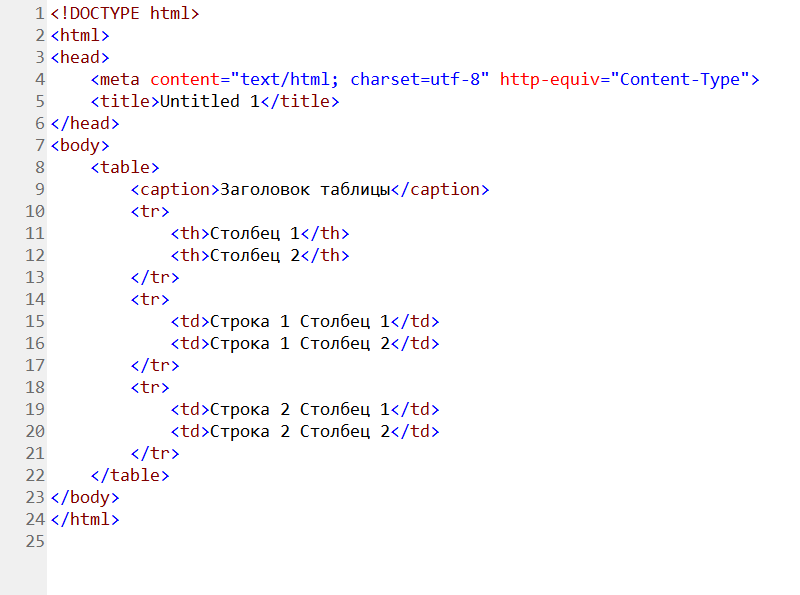 1 <!DOCTYPE html>
2 <html>
3 <head>
4     <meta content="text/html; charset=utf-8" http-equiv="Content-Type">
5     <title>Untitled 1</title>
6 </head>
7 <body>
8     <table>
9         <caption>Заголовок таблицы</caption>
10         <tr>
11             <th>Столбец 1</th>
12             <th>Столбец 2</th>
13         </tr>
14         <tr>
15             <td>Строка 1 Столбец 1</td>
16             <td>Строка 1 Столбец 2</td>
17         </tr>
18         <tr>
19             <td>Строка 2 Столбец 1</td>
20             <td>Строка 2 Столбец 2</td>
21         </tr>
22     </table>
23 </body>
24 </html>
25